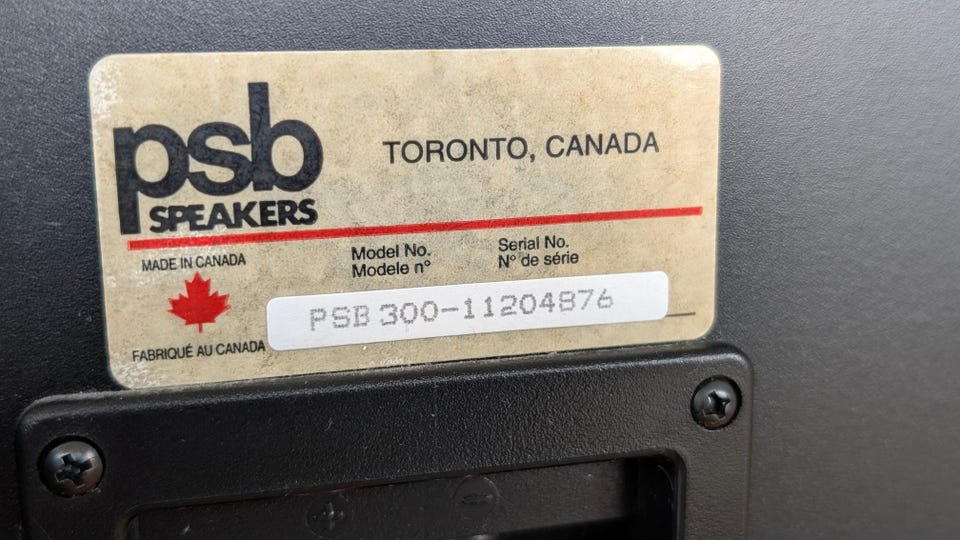 psb
SPEAKERS
TORONTO, CANADA
MADE IN CANADA
FABRIQUÉ AU CANADA
Model No.
Modele n°
Serial No.
N° de série
PSB 300-11204876
+ -